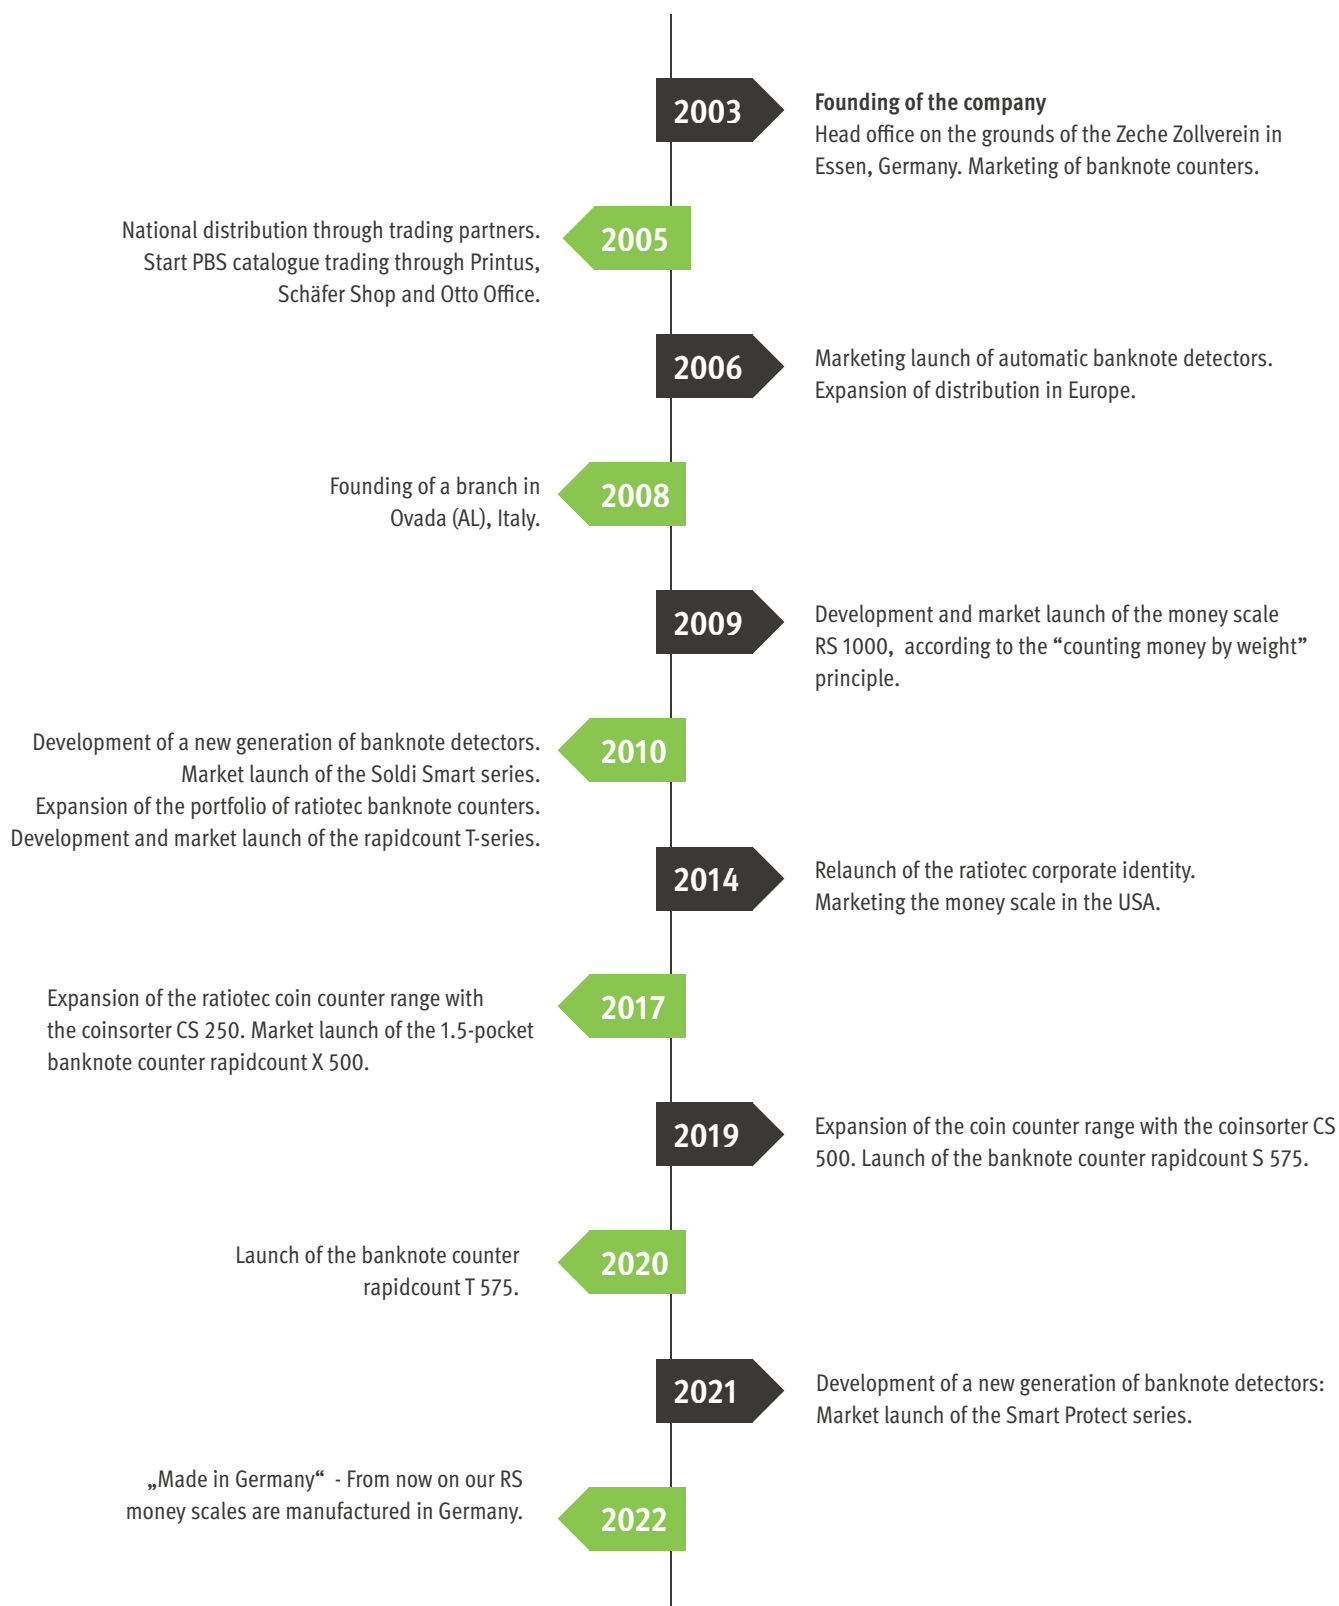 2003
Founding of the company
Head office on the grounds of the Zeche Zollverein in
Essen, Germany. Marketing of banknote counters.
2005
National distribution through trading partners.
Start PBS catalogue trading through Printus,
Schäfer Shop and Otto Office.
2006
Marketing launch of automatic banknote detectors.
Expansion of distribution in Europe.
2008
Founding of a branch in
Ovada (AL), Italy.
2009
Development and market launch of the money scale
RS 1000,  according to the “counting money by weight”
principle.
2010
Development of a new generation of banknote detectors.
Market launch of the Soldi Smart series.
Expansion of the portfolio of ratiotec banknote counters.
Development and market launch of the rapidcount T-series.
2014
Relaunch of the ratiotec corporate identity.
Marketing the money scale in the USA.
2017
Expansion of the ratiotec coin counter range with
the coinsorter CS 250. Market launch of the 1.5-pocket
banknote counter rapidcount X 500.
2019
Expansion of the coin counter range with the coinsorter CS
500. Launch of the banknote counter rapidcount S 575.
2020
Launch of the banknote counter
rapidcount T 575.
2021
Development of a new generation of banknote detectors:
Market launch of the Smart Protect series.
2022
„Made in Germany“  - From now on our RS
money scales are manufactured in Germany.